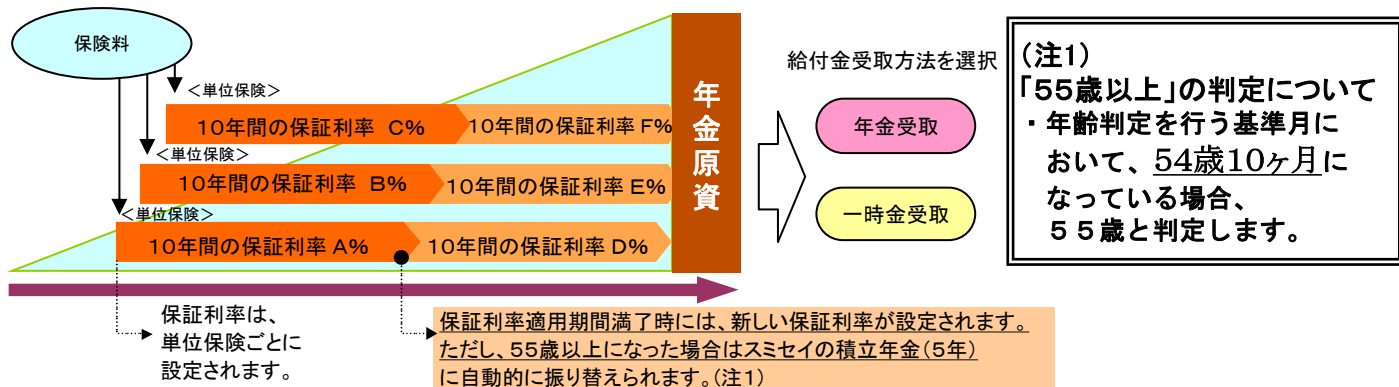 保険料
<単位保険>
10年間の保証利率 C%
10年間の保証利率 F%
<単位保険>
10年間の保証利率 B%
10年間の保証利率 E%
<単位保険>
10年間の保証利率 A%
10年間の保証利率 D%
年金原資
給付金受取方法を選択
年金受取
一時金受取
(注1)
「55歳以上」の判定について
・年齢判定を行う基準月に
おいて、54歳10ヶ月に
なっている場合、
55歳と判定します。
保証利率は、
単位保険ごとに
設定されます。
保証利率適用期間満了時には、新しい保証利率が設定されます。
ただし、55歳以上になった場合はスミセイの積立年金(5年)
に自動的に振り替えられます。(注1)